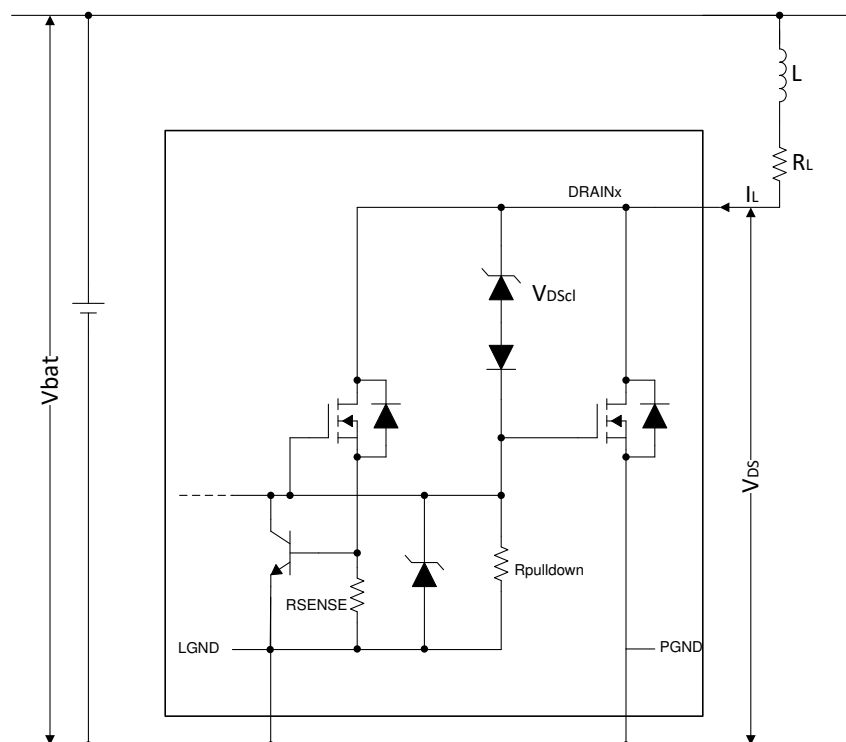 L
RL
DRAINx
IL
VDScl
Vbat
VDS
Rpulldown
RSENSE
LGND
PGND